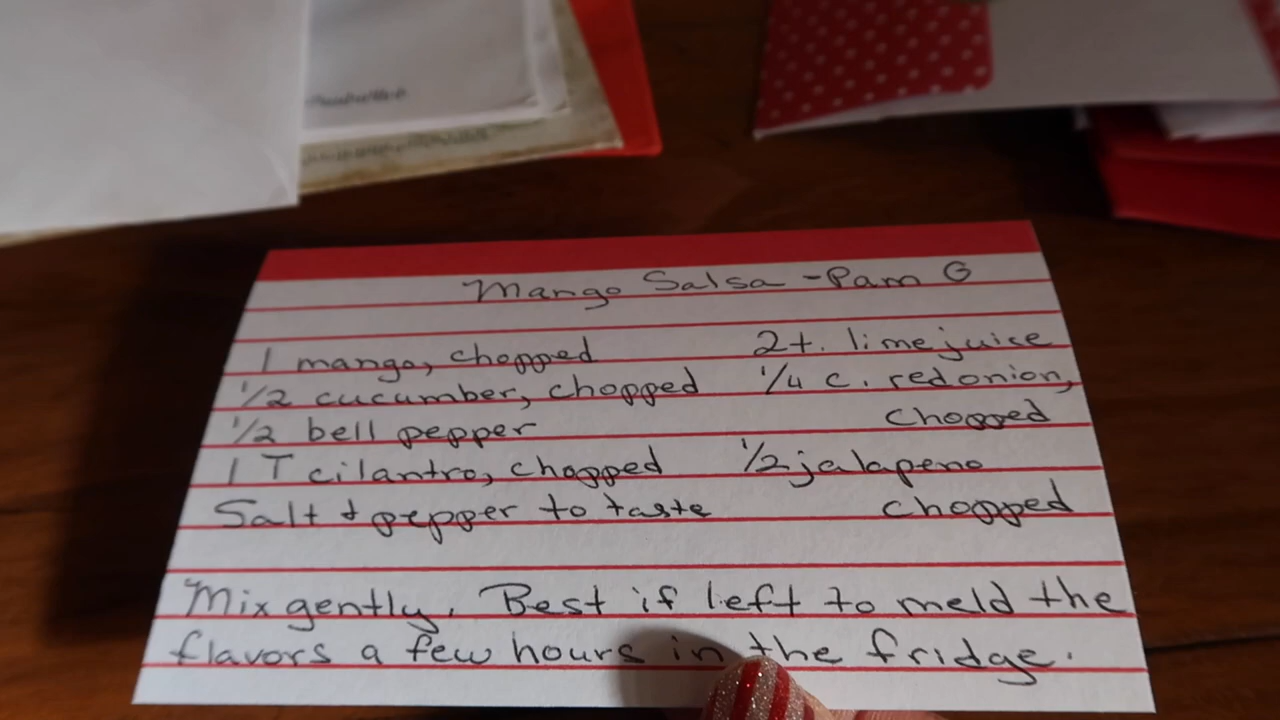 Mango Salsa - Pam G
1 mango, chopped
2 t. lime juice
1/2 cucumber, chopped
1/4 c. red onion,
chopped
1/2 bell pepper
1 T cilantro, chopped
1/2 jalapeno
chopped
Salt & pepper to taste
Mix gently. Best if left to meld the
flavors a few hours in the fridge.